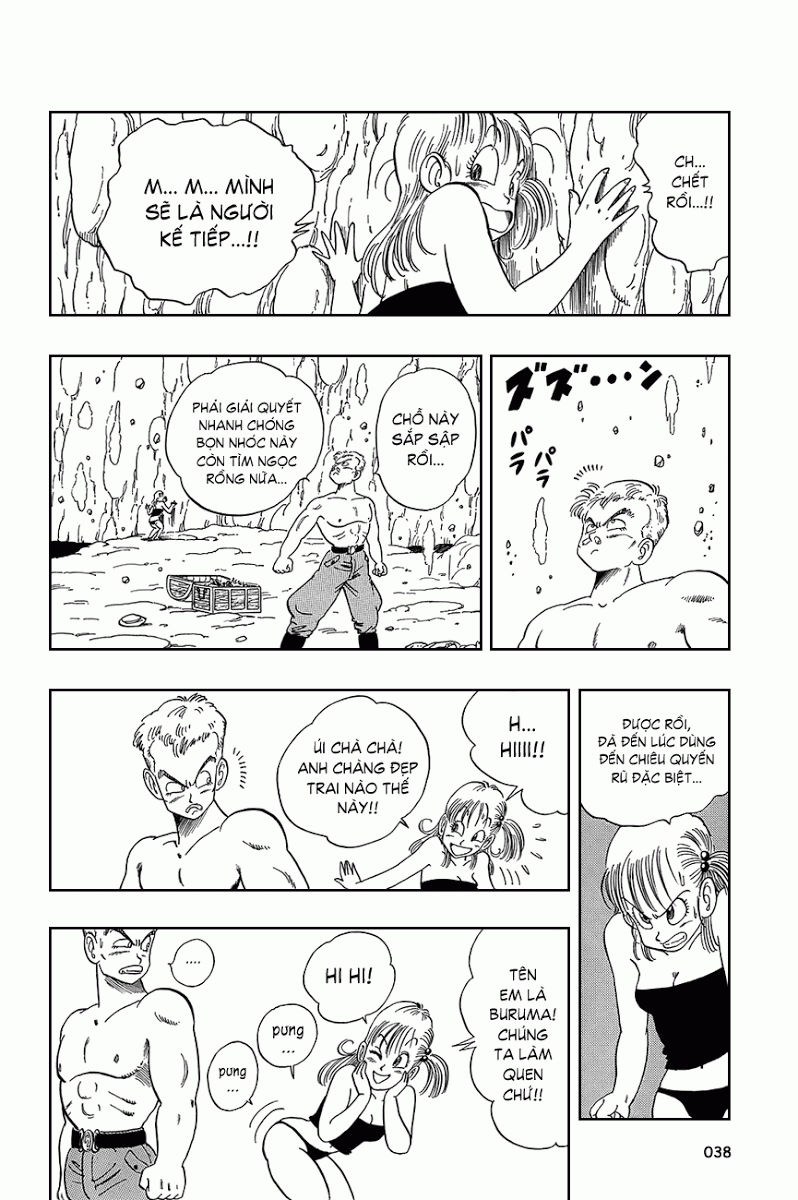 CH...
CHẾT
RỒI...!!
M... M... MÌNH
SẼ LÀ NGƯỜI
KẾ TIẾP...!!
ズズ...ン
パラ
パラ
CHỖ NÀY
SẮP SẬP
RỒI...
PHẢI GIẢI QUYẾT
NHANH CHÓNG
BỌN NHÓC NÀY
CÒN TÌM NGỌC
RỒNG NỮA...
ĐƯỢC RỒI,
ĐÃ ĐẾN LÚC DÙNG
ĐẾN CHIÊU QUYẾN
RŨ ĐẶC BIỆT...
H...
HIIII!!
ÚI CHÀ CHÀ!
ANH CHÀNG ĐẸP
TRAI NÀO THẾ
NÀY!!
TÊN
EM LÀ
BURUMA!
CHÚNG
TA LÀM
QUEN
CHỨ!!
HI HI!
pưng
...
pưng
...
....
038